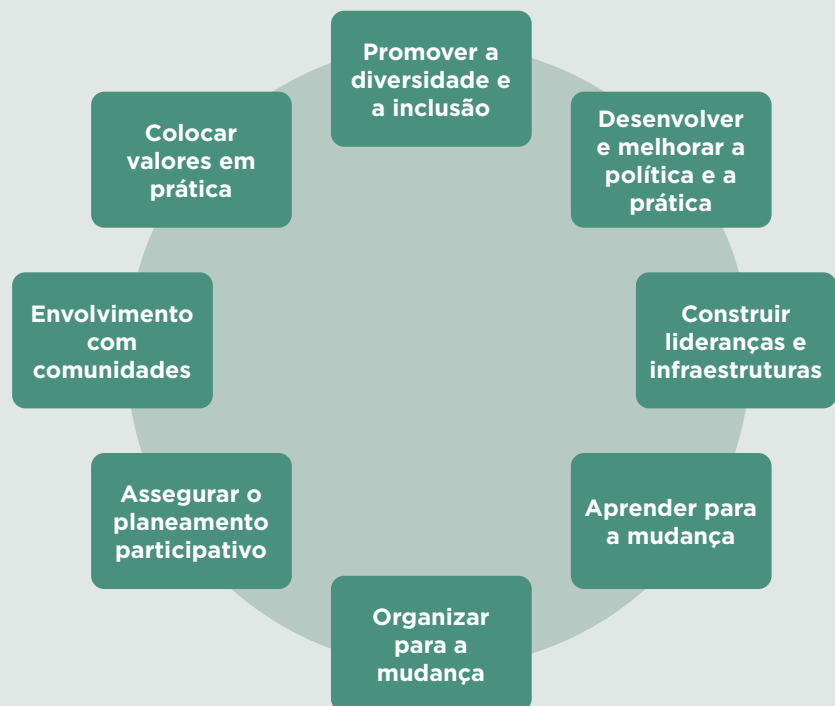 Promover a
diversidade e
a inclusão
Desenvolver
e melhorar a
política e a
prática
Construir
lideranças e
infraestruturas
Aprender para
a mudança
Organizar
para a
mudança
Assegurar o
planeamento
participativo
Envolvimento
com
comunidades
Colocar
valores em
prática